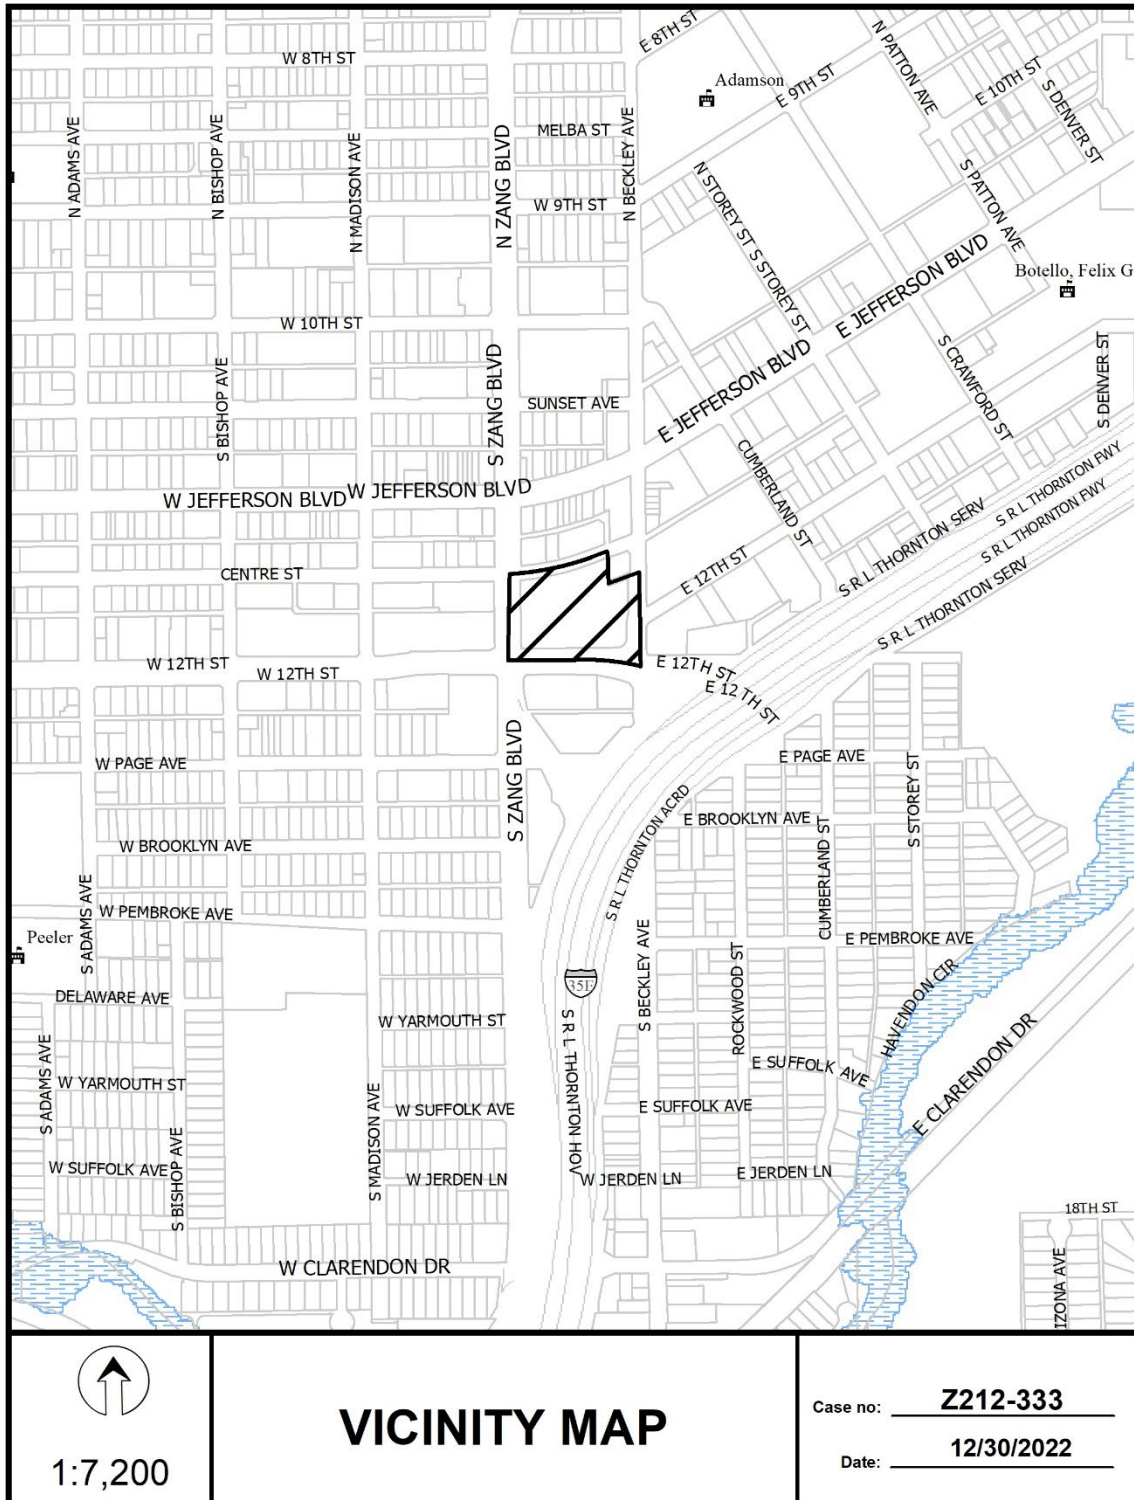 E 8TH ST
N PATTON AVE
W 8TH ST
Adamson
E 9TH ST
E 10TH ST
S DENVER ST
N ADAMS AVE
N BISHOP AVE
N MADISON AVE
N ZANG BLVD
MELBA ST
N BECKLEY AVE
W 9TH ST
N STOREY ST
S STOREY ST
S PATTON AVE
E JEFFERSON BLVD
Botello, Felix G
W 10TH ST
S BISHOP AVE
S ZANG BLVD
SUNSET AVE
E JEFFERSON BLVD
S CRAWFORD ST
S DENVER ST
CUMBERLAND ST
W JEFFERSON BLVD
W JEFFERSON BLVD
S R L THORNTON SERV
S R L THORNTON FWY
S R L THORNTON FWY
S R L THORNTON SERV
CENTRE ST
E 12TH ST
W 12TH ST
W 12TH ST
E 12TH ST
E 12 TH ST
W PAGE AVE
S ZANG BLVD
E PAGE AVE
S STOREY ST
W BROOKLYN AVE
S R L THORNTON ACRD
E BROOKLYN AVE
CUMBERLAND ST
S ADAMS AVE
W PEMBROKE AVE
Peeler
S BECKLEY AVE
ROCKWOOD ST
E PEMBROKE AVE
HAVENDON CIR
DELAWARE AVE
35E
S R L THORNTON HOV
W YARMOUTH ST
E CLARENDON DR
S ADAMS AVE
W YARMOUTH ST
S MADISON AVE
E SUFFOLK AVE
W SUFFOLK AVE
E SUFFOLK AVE
S BISHOP AVE
W SUFFOLK AVE
W JERDEN LN
W JERDEN LN
E JERDEN LN
18TH ST
IZONA AVE
W CLARENDON DR
1:7,200
VICINITY MAP
Case no: Z212-333
Date: 12/30/2022